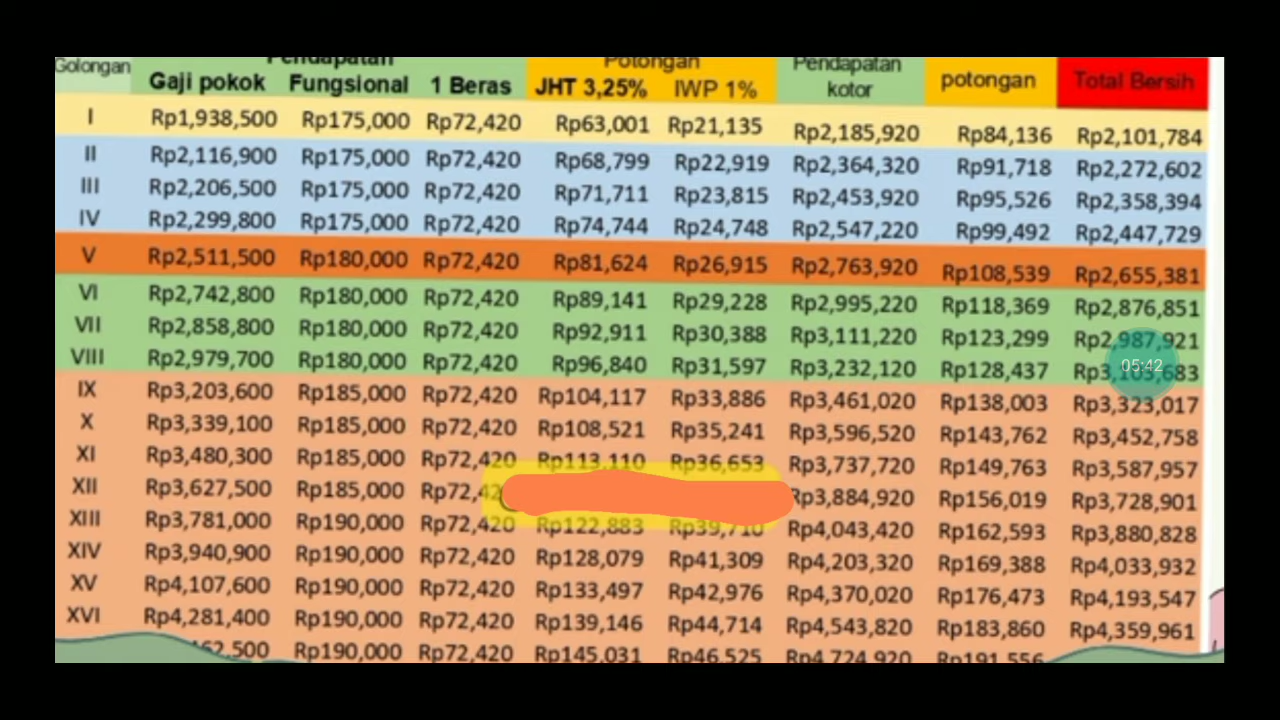 Pendapatan Potongan Pendapatan
Golongan Gaji pokok Fungsional 1 Beras JHT 3,25% IWP 1% kotor potongan Total Bersih
I Rp1,938,500 Rp175,000 Rp72,420 Rp63,001 Rp21,135 Rp2,185,920 Rp84,136 Rp2,101,784
II Rp2,116,900 Rp175,000 Rp72,420 Rp68,799 Rp22,919 Rp2,364,320 Rp91,718 Rp2,272,602
III Rp2,206,500 Rp175,000 Rp72,420 Rp71,711 Rp23,815 Rp2,453,920 Rp95,526 Rp2,358,394
IV Rp2,299,800 Rp175,000 Rp72,420 Rp74,744 Rp24,748 Rp2,547,220 Rp99,492 Rp2,447,729
V Rp2,511,500 Rp180,000 Rp72,420 Rp81,624 Rp26,915 Rp2,763,920 Rp108,539 Rp2,655,381
VI Rp2,742,800 Rp180,000 Rp72,420 Rp89,141 Rp29,228 Rp2,995,220 Rp118,369 Rp2,876,851
VII Rp2,858,800 Rp180,000 Rp72,420 Rp92,911 Rp30,388 Rp3,111,220 Rp123,299 Rp2,987,921
VIII Rp2,979,700 Rp180,000 Rp72,420 Rp96,840 Rp31,597 Rp3,232,120 Rp128,437 Rp3,103,683
05:42
IX Rp3,203,600 Rp185,000 Rp72,420 Rp104,117 Rp33,886 Rp3,461,020 Rp138,003 Rp3,323,017
X Rp3,339,100 Rp185,000 Rp72,420 Rp108,521 Rp35,241 Rp3,596,520 Rp143,762 Rp3,452,758
XI Rp3,480,300 Rp185,000 Rp72,420 Rp113,110 Rp36,653 Rp3,737,720 Rp149,763 Rp3,587,957
XII Rp3,627,500 Rp185,000 Rp72,42 Rp3,884,920 Rp156,019 Rp3,728,901
XIII Rp3,781,000 Rp190,000 Rp72,420 Rp122,883 Rp39,710 Rp4,043,420 Rp162,593 Rp3,880,828
XIV Rp3,940,900 Rp190,000 Rp72,420 Rp128,079 Rp41,309 Rp4,203,320 Rp169,388 Rp4,033,932
XV Rp4,107,600 Rp190,000 Rp72,420 Rp133,497 Rp42,976 Rp4,370,020 Rp176,473 Rp4,193,547
XVI Rp4,281,400 Rp190,000 Rp72,420 Rp139,146 Rp44,714 Rp4,543,820 Rp183,860 Rp4,359,961
62,500 Rp190,000 Rp72,420 Rp145,031 Rp46,525 Rp4,724,920 Rp191,556